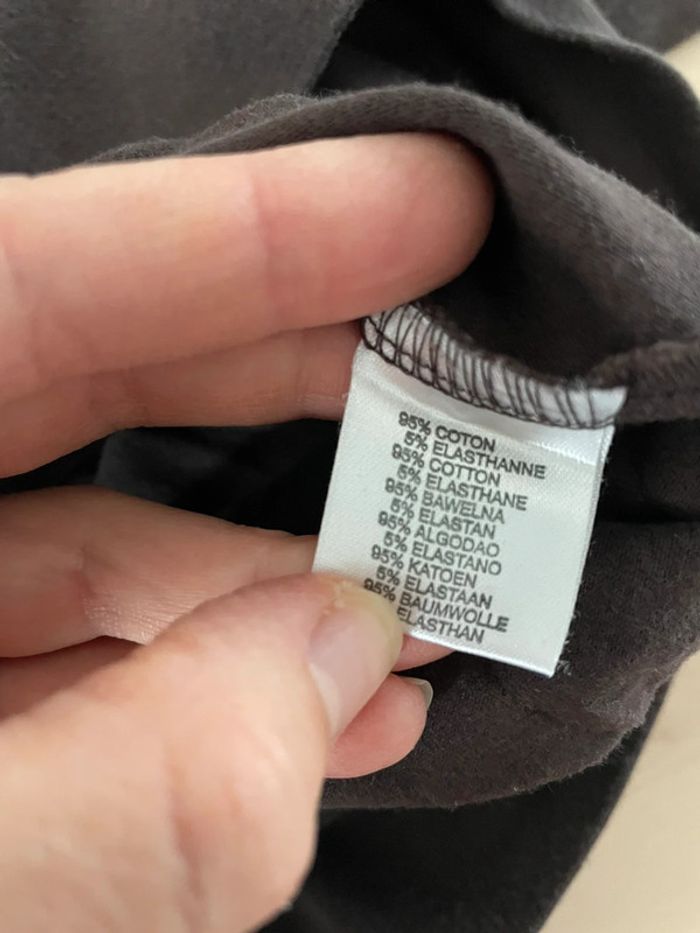 95% COTON
5% ELASTHANNE
95% COTTON
5% ELASTHANE
95% BAWELNA
5% ELASTAN
95% ALGODAO
5% ELASTANO
95% KATOEN
5% ELASTAAN
95% BAUMWOLLE
ELASTHAN